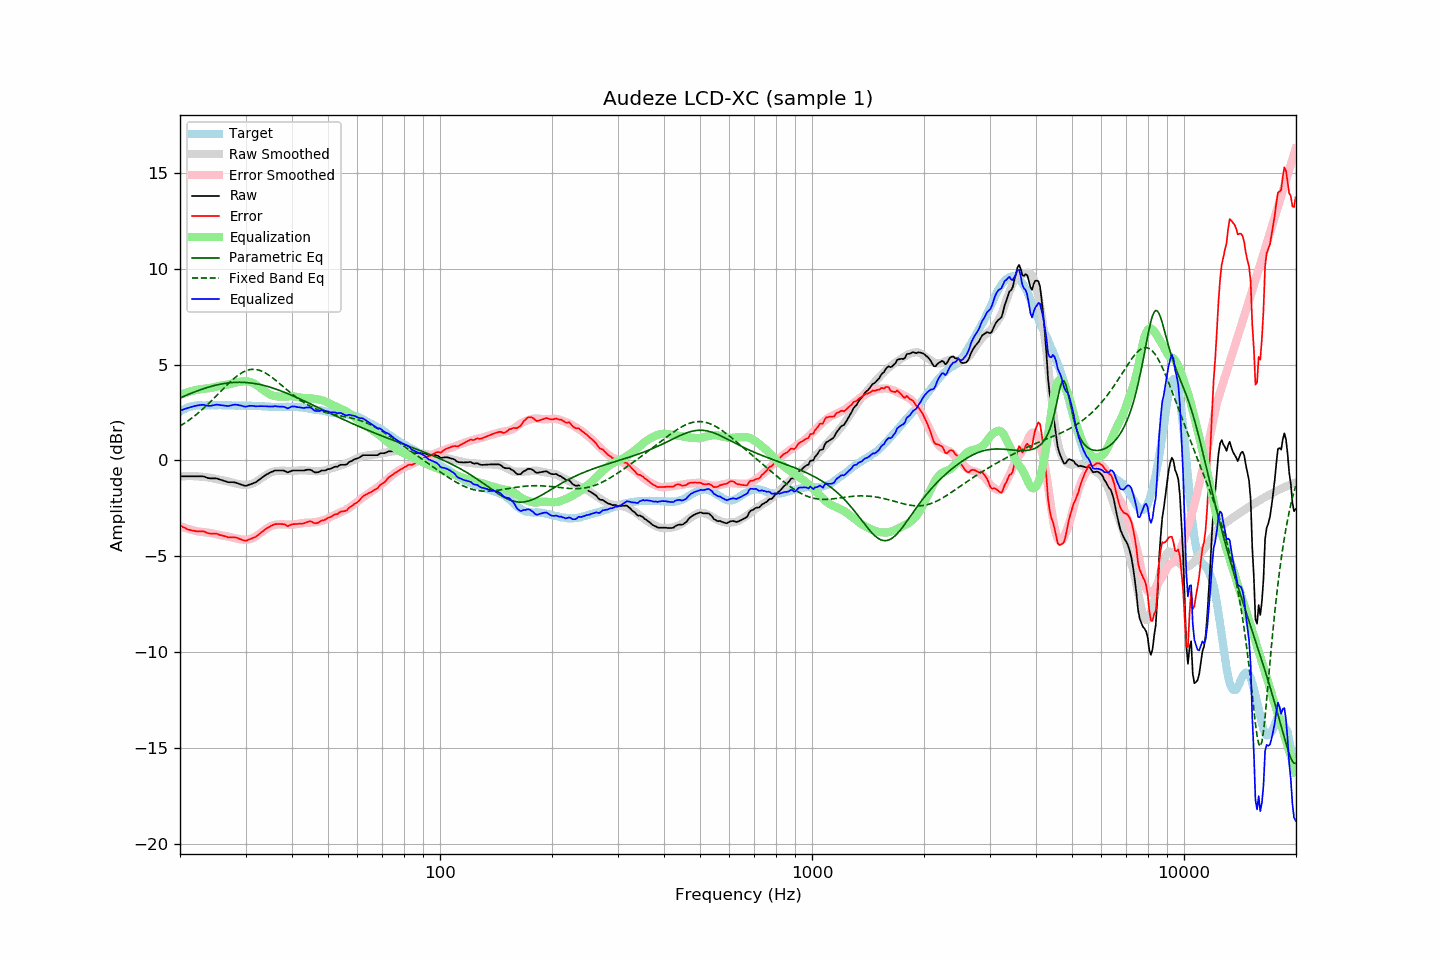 Audeze LCD-XC (sample 1)
Target
Raw Smoothed
Error Smoothed
Raw
Error
Equalization
Parametric Eq
Fixed Band Eq
Equalized
15
10
5
0
−5
−10
−15
−20
Amplitude (dBr)
100
1000
10000
Frequency (Hz)